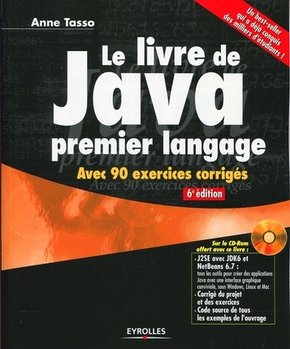 Anne Tasso
Un best-seller
qui a déjà conquis
des milliers d'étudiants !
Le livre de
Java
premier langage
Avec 90 exercices corrigés
6e édition
Sur le CD-Rom
offert avec ce livre :
• J2SE avec JDK6 et
NetBeans 6.7 :
tous les outils pour créer des applications
Java avec une interface graphique
conviviale, sous Windows, Linux et Mac
• Corrigé du projet
et des exercices
• Code source de tous
les exemples de l'ouvrage
EYROLLES